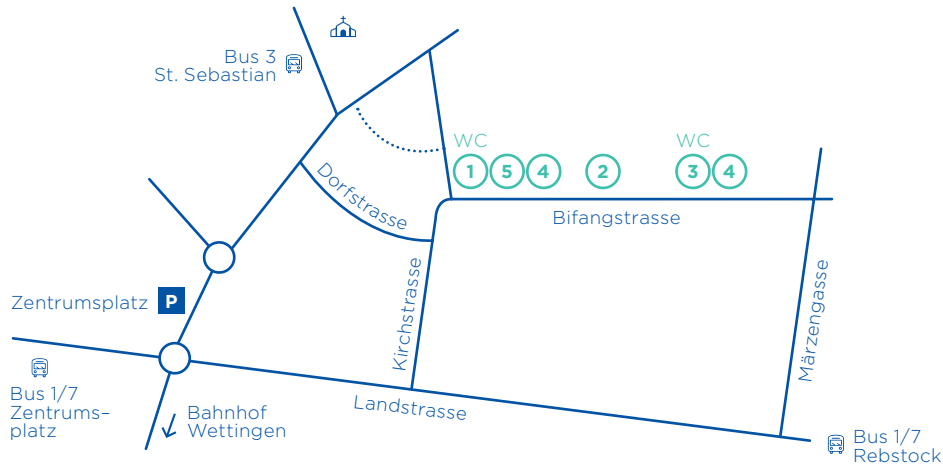 Bus 3
St. Sebastian
WC
WC
1
5
4
2
3
4
Dorfstrasse
Bifangstrasse
Zentrumsplatz
P
Kirchstrasse
Märzengasse
Bus 1/7
Zentrums–
platz
Bahnhof
Wettingen
Landstrasse
Bus 1/7
Rebstock